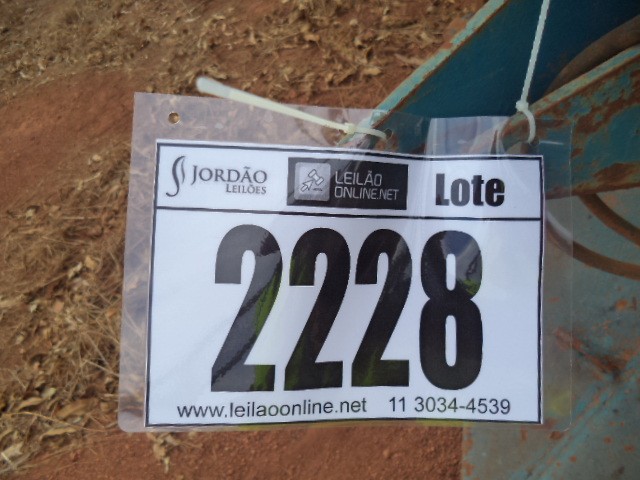 JORDÃO
LEILÕES
LEILÃO
ONLINE.NET
Lote
2228
www.leilaoonline.net 11 3034-4539